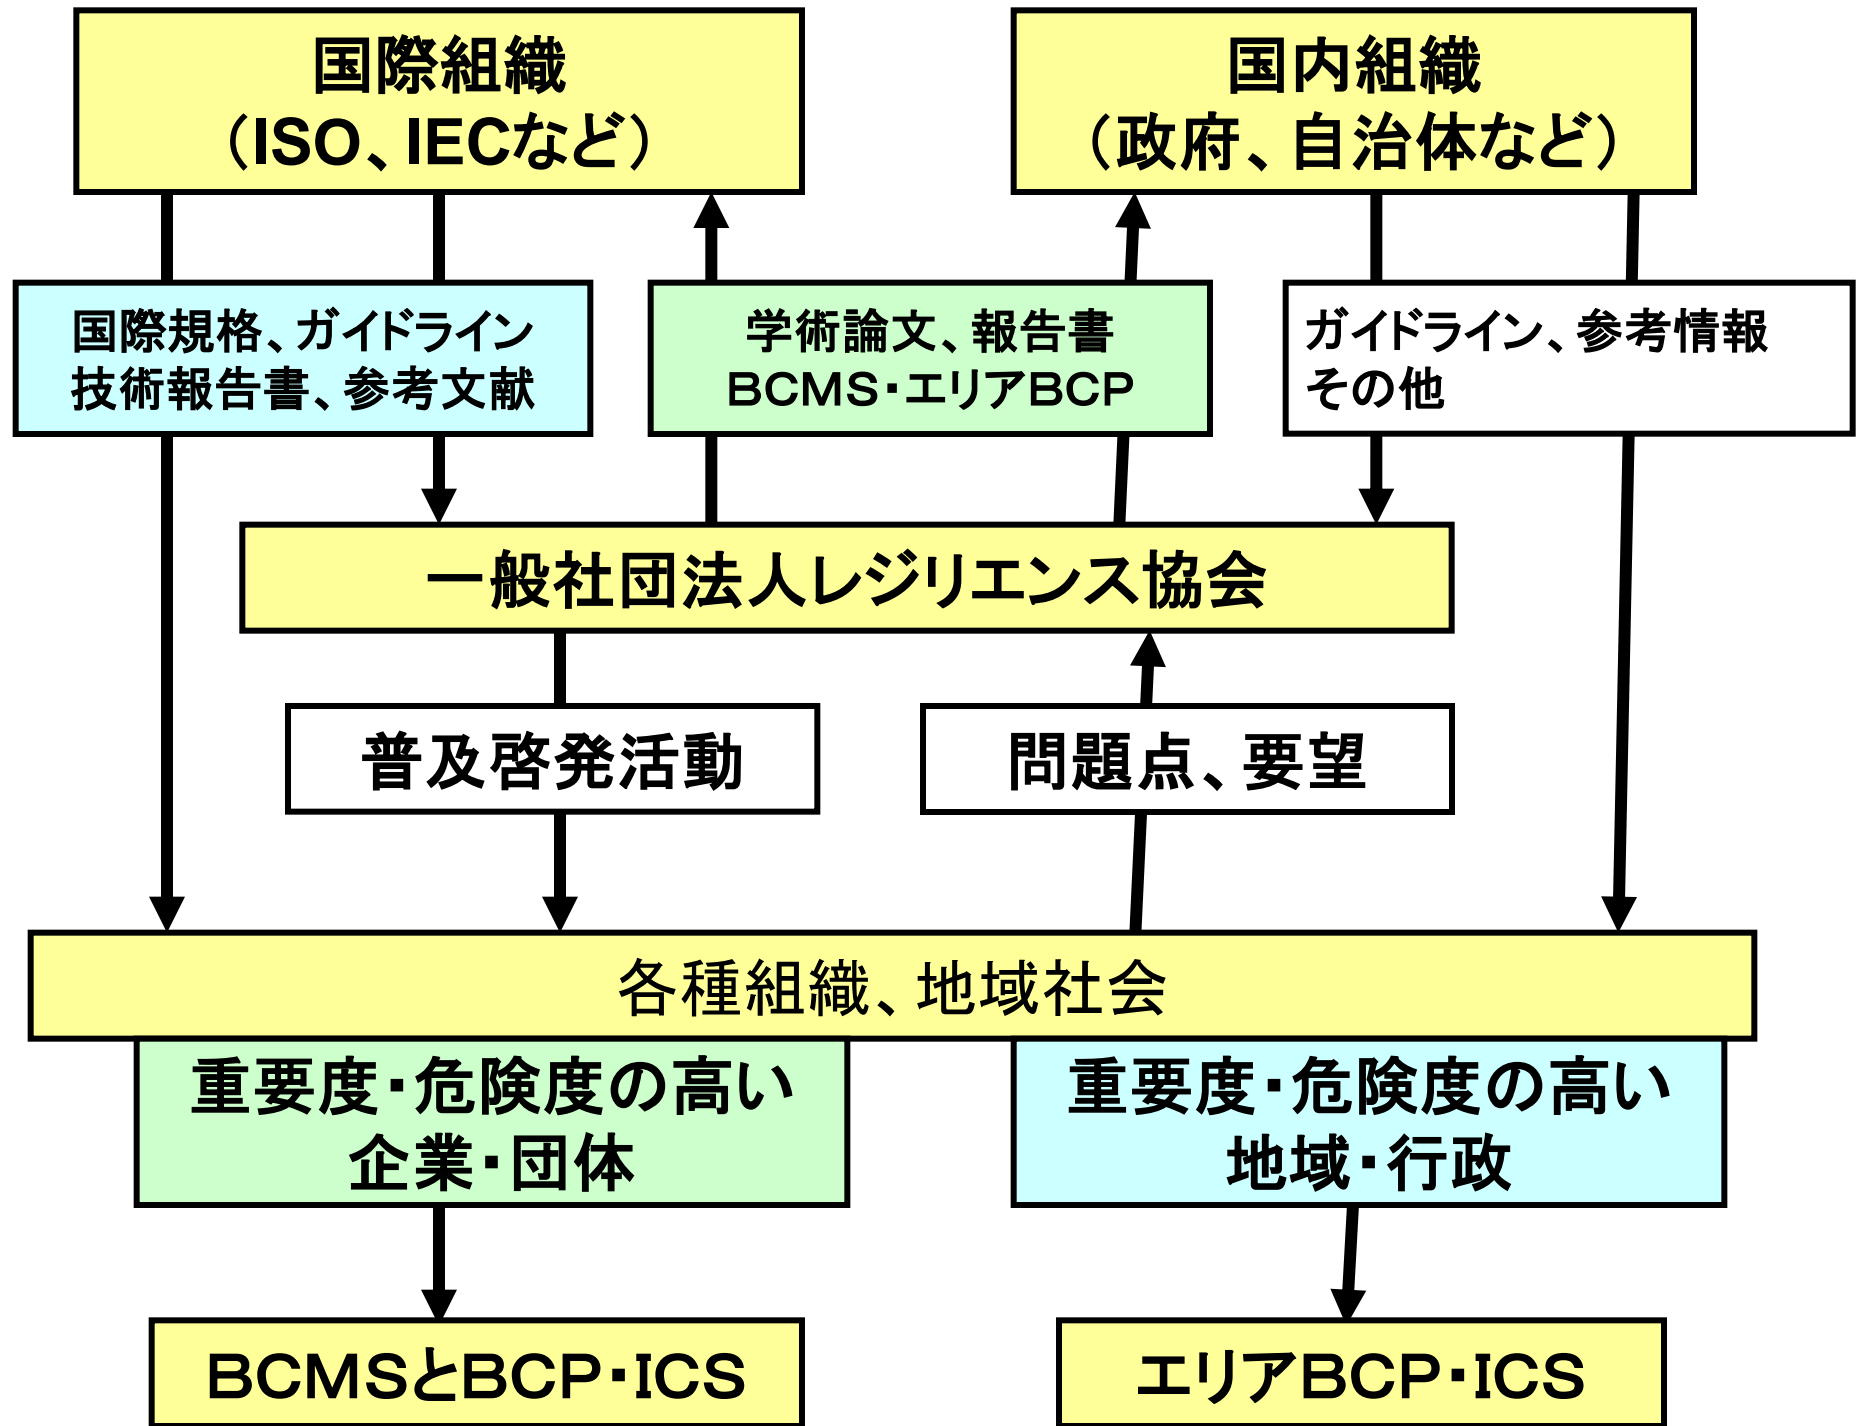 国際組織
（ISO、IECなど）
国内組織
（政府、自治体など）
国際規格、ガイドライン
技術報告書、参考文献
学術論文、報告書
ＢＣＭＳ・エリアＢＣＰ
ガイドライン、参考情報
その他
一般社団法人レジリエンス協会
普及啓発活動
問題点、要望
各種組織、地域社会
重要度・危険度の高い
企業・団体
重要度・危険度の高い
地域・行政
ＢＣＭＳとＢＣＰ・ＩＣＳ
エリアＢＣＰ・ＩＣＳ